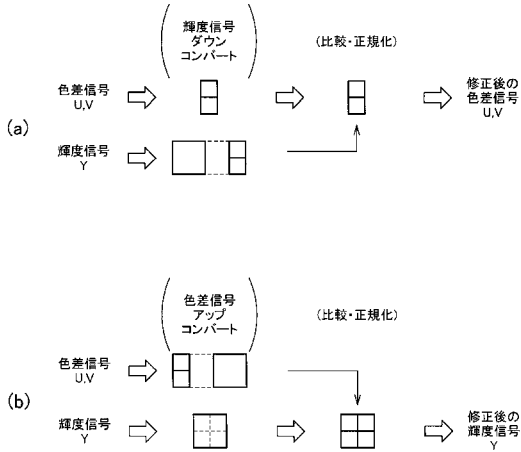 輝度信号
ダウン
コンバート
(比較・正規化)
色差信号
U,V
修正後の
色差信号
U,V
(a)
輝度信号
Y
色差信号
アップ
コンバート
(比較・正規化)
色差信号
U,V
(b)
輝度信号
Y
修正後の
輝度信号
Y